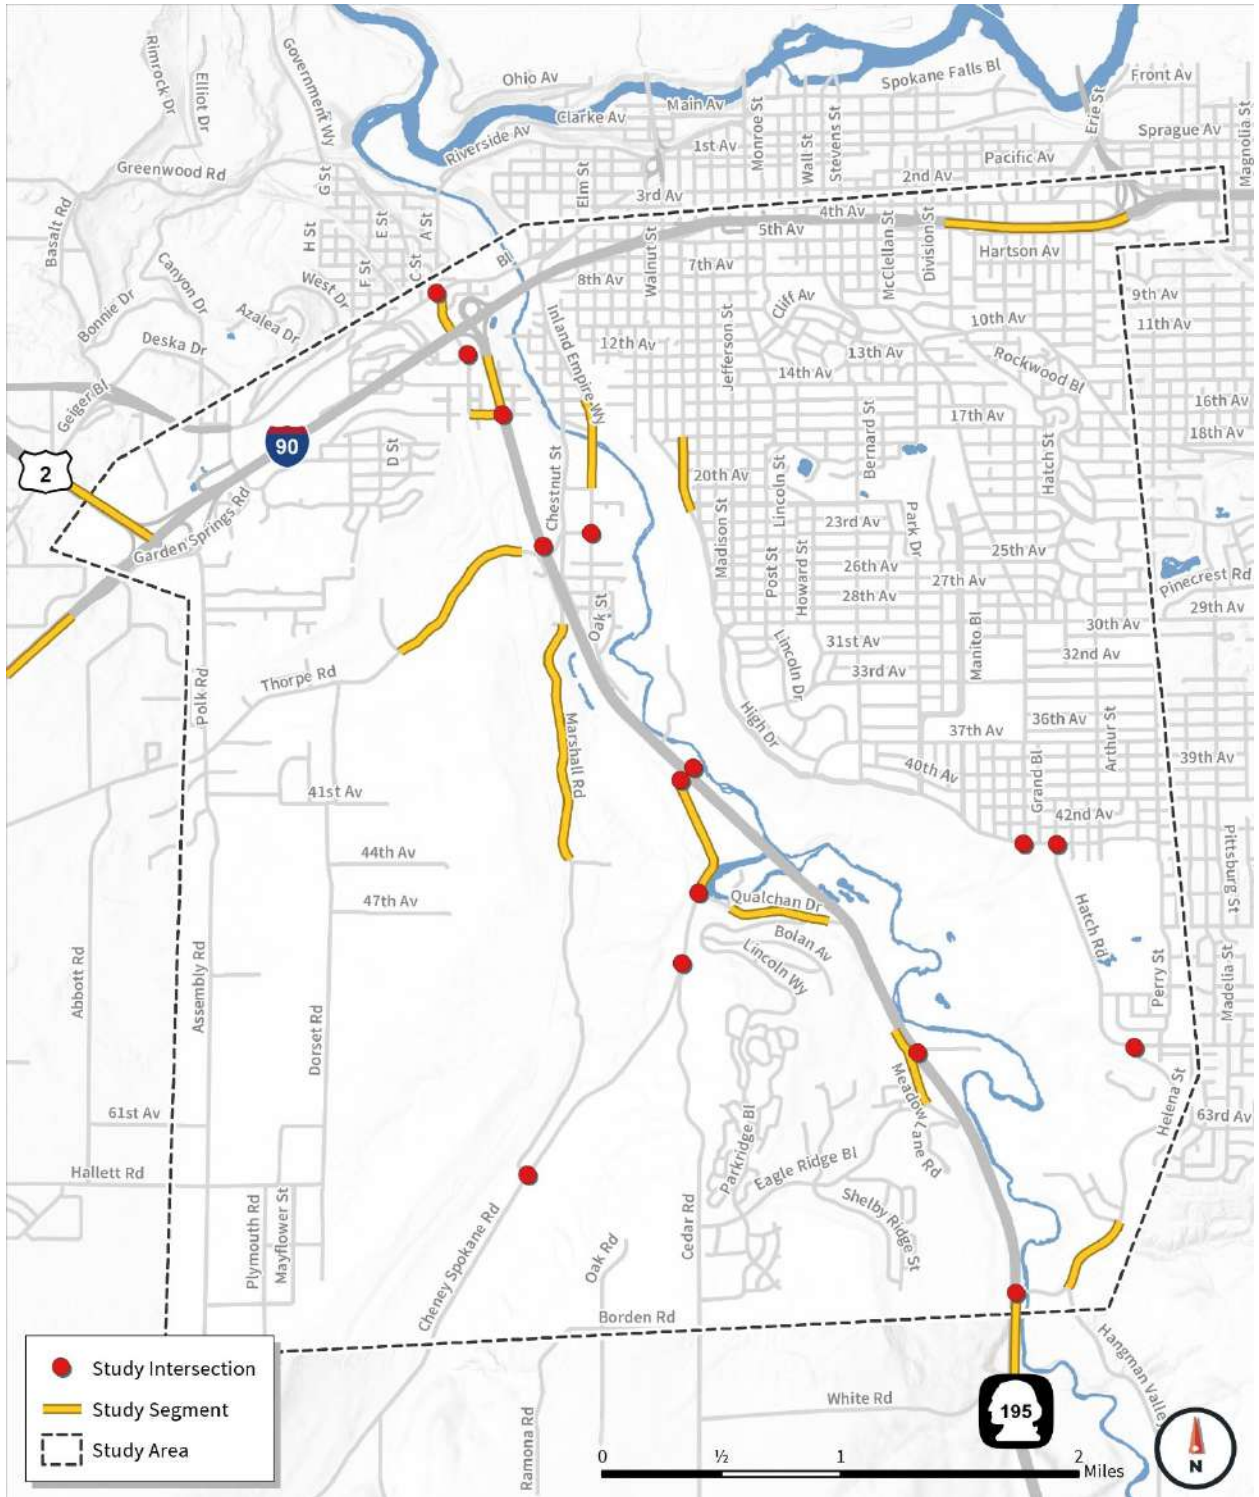 Rimrock Dr
Elliot Dr
Government Wy
Ohio Av
Spokane Falls Bl
Front Av
Main Av
Clarke Av
Riverside Av
1st Av
Monroe St
Wall St
Stevens St
Erie St
Sprague Av
Pacific Av
Magnolia St
Greenwood Rd
G St
Elm St
3rd Av
2nd Av
Basalt Rd
H St
E St
A St
4th Av
5th Av
Walnut St
McClellan St
Division St
Hartson Av
Canyon Dr
F St
C St
Bl
7th Av
8th Av
West Dr
Bonnie Dr
Azalea Dr
Cliff Av
9th Av
10th Av
11th Av
Deska Dr
Inland Empire Wy
12th Av
Jefferson St
13th Av
14th Av
Rockwood Bl
Geiger Bl
16th Av
17th Av
18th Av
90
2
D St
Bernard St
Hatch St
20th Av
Lincoln St
Garden Springs Rd
Chestnut St
Madison St
23rd Av
Park Dr
25th Av
Post St
Howard St
26th Av
27th Av
28th Av
Pinecrest Rd
29th Av
30th Av
Oak St
31st Av
32nd Av
33rd Av
Lincoln Dr
Manito Bl
Thorpe Rd
Polk Rd
High Dr
Marshall Rd
36th Av
37th Av
Arthur St
39th Av
40th Av
Grand Bl
41st Av
42nd Av
Pittsburg St
44th Av
47th Av
Qualchan Dr
Bolan Av
Lincoln Wy
Hatch Rd
Perry St
Madelia St
Abbott Rd
Assembly Rd
Dorset Rd
Meadow Lane Rd
Helena St
61st Av
63rd Av
Parkridge Bl
Eagle Ridge Bl
Hallett Rd
Shelby Ridge St
Plymouth Rd
Mayflower St
Cheney Spokane Rd
Oak Rd
Cedar Rd
Borden Rd
Hangman Valley
White Rd
195
Ramona Rd
Study Intersection
Study Segment
Study Area
0 ½ 1 2
Miles
N